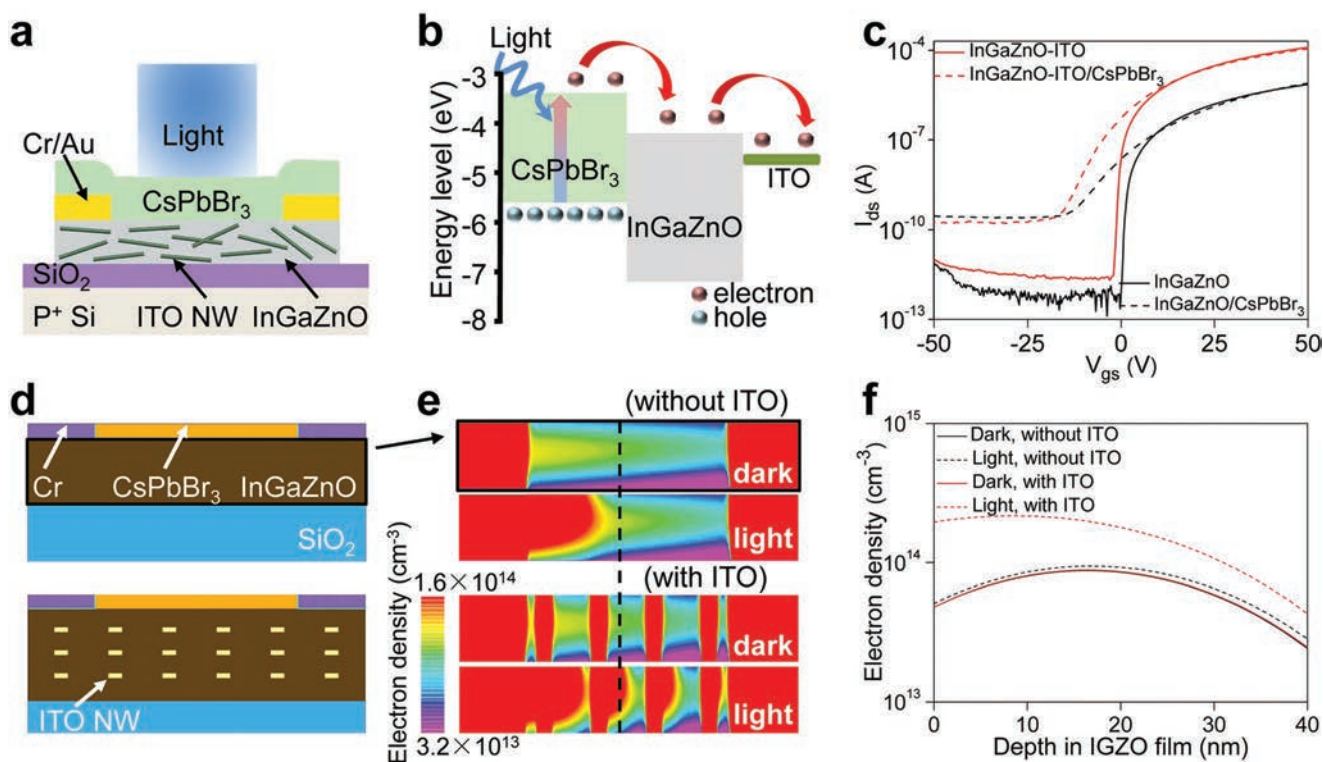 a
Light
Cr/Au
CsPbBr₃
SiO₂
P⁺ Si
ITO NW
InGaZnO
b
Light
Energy level (eV)
-3
-4
-5
-6
-7
-8
CsPbBr₃
InGaZnO
ITO
electron
hole
c
InGaZnO-ITO
InGaZnO-ITO/CsPbBr₃
InGaZnO
InGaZnO/CsPbBr₃
I_ds (A)
10⁻⁴
10⁻⁷
10⁻¹⁰
10⁻¹³
-50
-25
0
25
50
V_gs (V)
d
Cr
CsPbBr₃
InGaZnO
SiO₂
ITO NW
e
(without ITO)
dark
light
(with ITO)
dark
light
Electron density (cm⁻³)
1.6×10¹⁴
3.2×10¹³
f
Dark, without ITO
Light, without ITO
Dark, with ITO
Light, with ITO
Electron density (cm⁻³)
10¹⁵
10¹⁴
10¹³
0
10
20
30
40
Depth in IGZO film (nm)